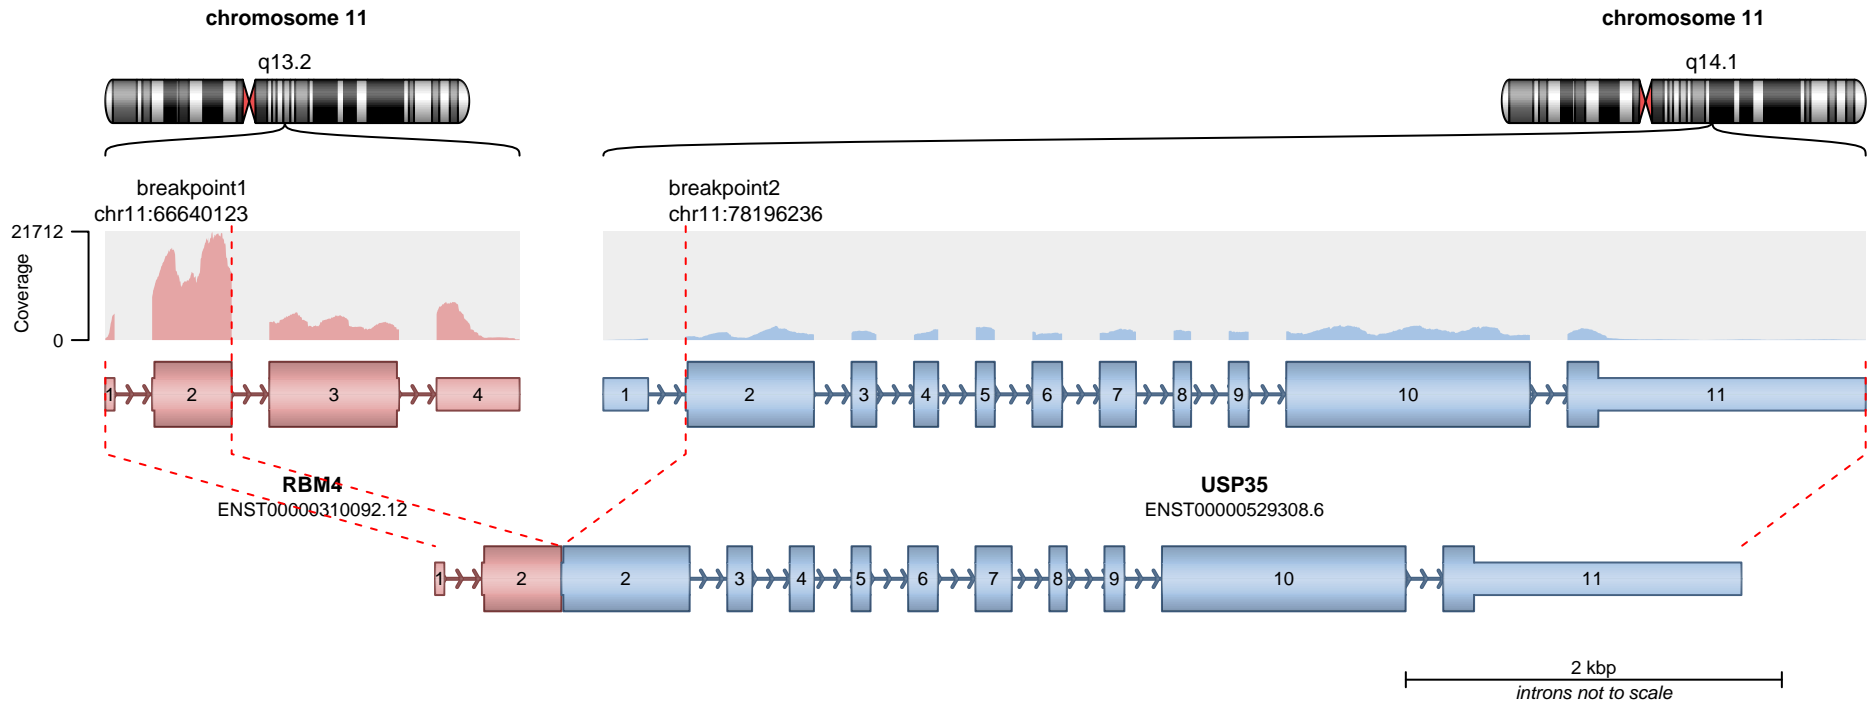 chromosome 11
chromosome 11
q13.2
q14.1
breakpoint1
chr11:66640123
breakpoint2
chr11:78196236
21712
0
Coverage
1 2 3 4
1 2 3 4 5 6 7 8 9 10 11
RBM4
ENST00000310092.12
USP35
ENST00000529308.6
1 2 2 3 4 5 6 7 8 9 10 11
2 kbp
introns not to scale